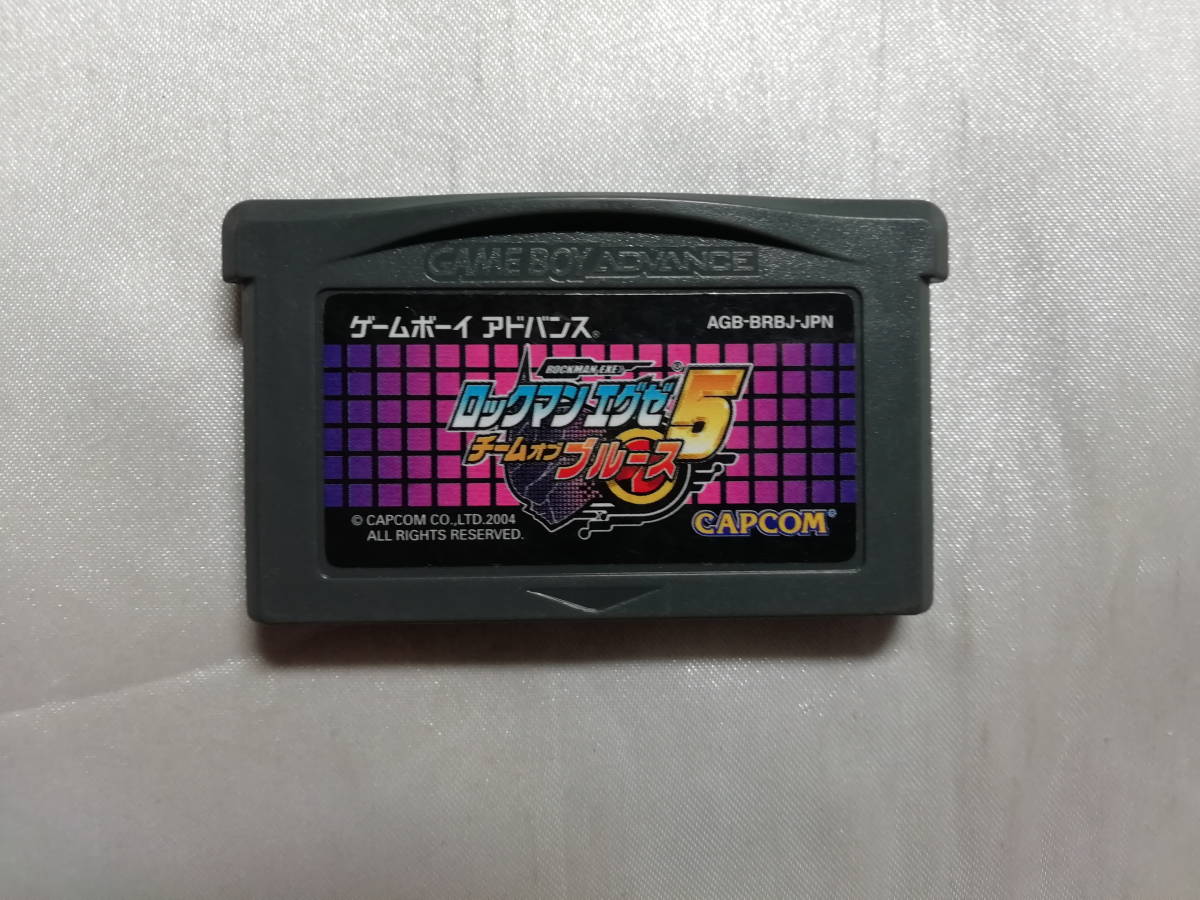 GAME BOY ADVANCE
ゲームボーイ アドバンス®
AGB-BRBJ-JPN
ROCKMAN EXE
ロックマン エグゼ® 5
チーム オブ ブルース
© CAPCOM CO.,LTD.2004
ALL RIGHTS RESERVED.
CAPCOM®